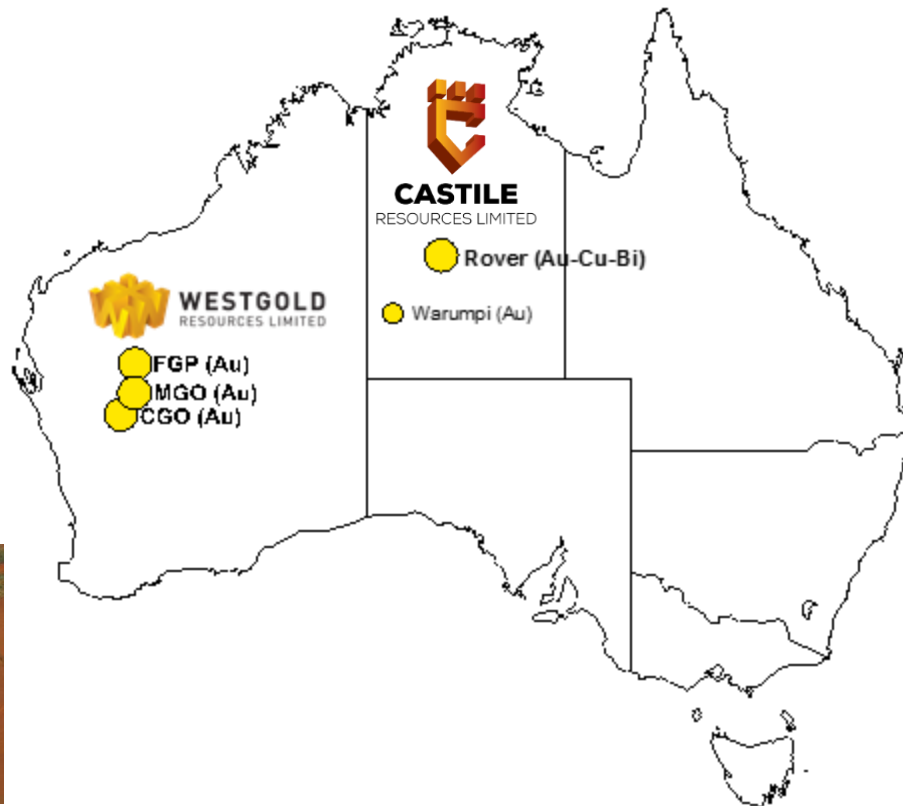 CASTILE
RESOURCES LIMITED
Rover (Au-Cu-Bi)
Warumpi (Au)
WESTGOLD
RESOURCES LIMITED
FGP (Au)
MGO (Au)
CGO (Au)